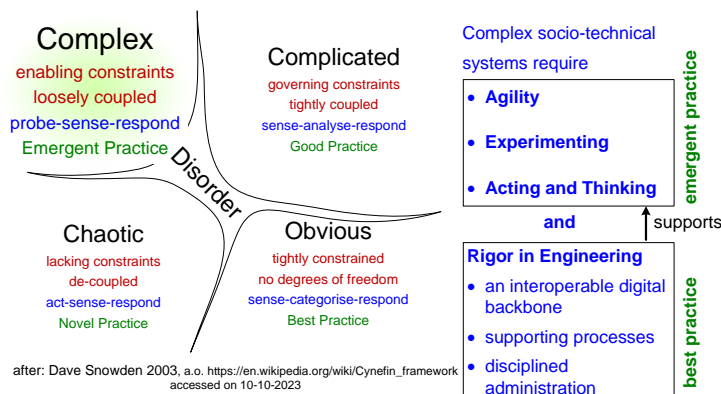 Complex
enabling constraints
loosely coupled
probe-sense-respond
Emergent Practice
Complicated
governing constraints
tightly coupled
sense-analyse-respond
Good Practice
Disorder
Chaotic
lacking constraints
de-coupled
act-sense-respond
Novel Practice
Obvious
tightly constrained
no degrees of freedom
sense-categorise-respond
Best Practice
after: Dave Snowden 2003, a.o. https://en.wikipedia.org/wiki/Cynefin_framework
accessed on 10-10-2023
Complex socio-technical
systems require
• Agility
• Experimenting
• Acting and Thinking
emergent practice
and
supports
Rigor in Engineering
• an interoperable digital
backbone
• supporting processes
• disciplined
administration
best practice